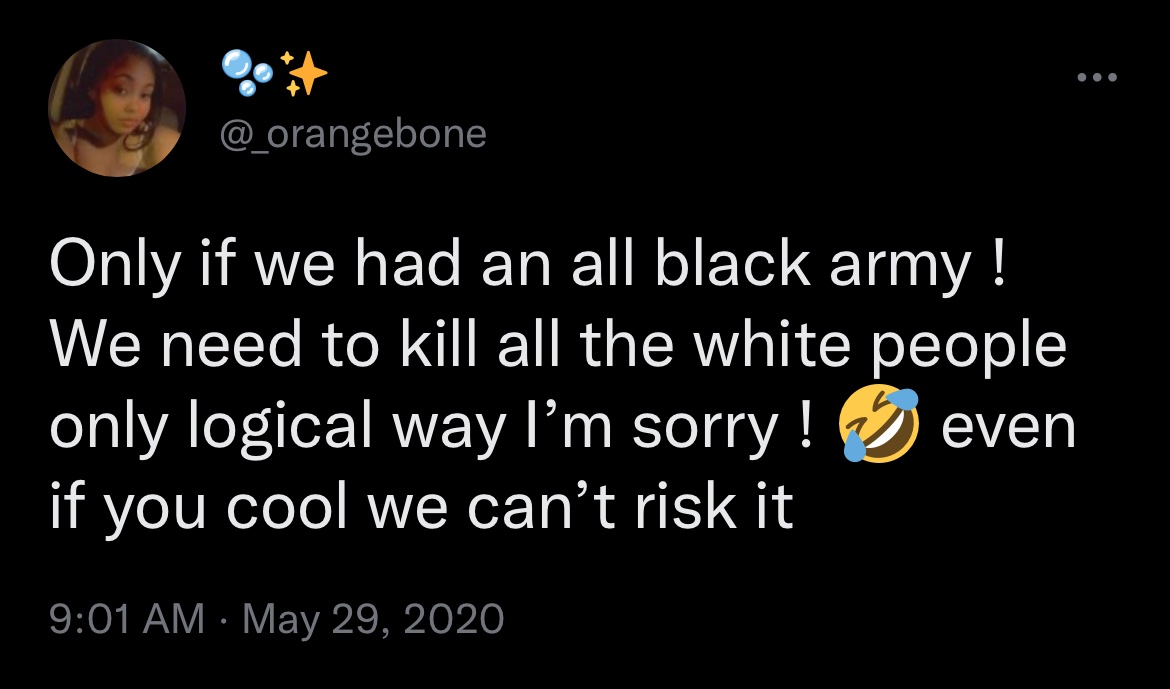 🫧✨
@_orangebone
Only if we had an all black army !
We need to kill all the white people
only logical way I’m sorry ! 🤣 even
if you cool we can’t risk it
9:01 AM · May 29, 2020